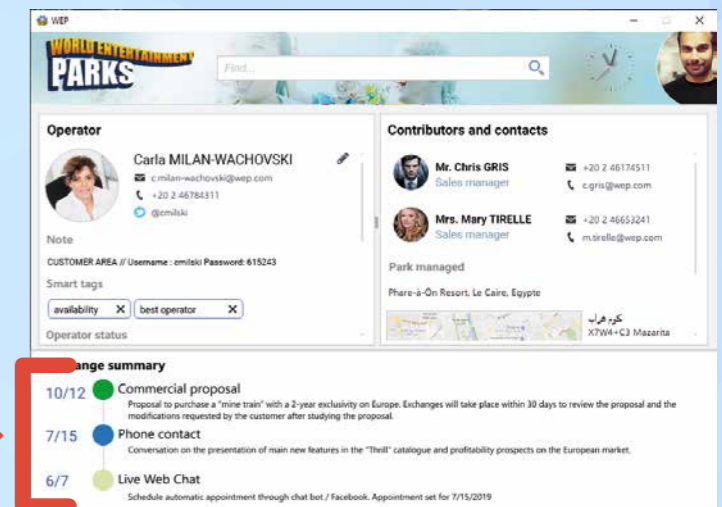 WEP
WORLD ENTERTAINMENT
PARKS
Find...
Operator
Carla MILAN-WACHOVSKI
c.milan-wachovski@wep.com
+20 2 46784311
@cmilski
Note
CUSTOMER AREA // Username : cmilski Password: 615243
Smart tags
availability X best operator X
Operator status
Contributors and contacts
Mr. Chris GRIS
Sales manager
+20 2 46174511
c.gris@wep.com
Mrs. Mary TIRELLE
Sales manager
+20 2 46653241
m.tirelle@wep.com
Park managed
Phare-à-On Resort, Le Caire, Egypte
X7W4+C3 Mazarita
ange summary
10/12 Commercial proposal
Proposal to purchase a "mine train" with a 2-year exclusivity on Europe. Exchanges will take place within 30 days to review the proposal and the
modifications requested by the customer after studying the proposal.
7/15 Phone contact
Conversation on the presentation of main new features in the "Thrill" catalogue and profitability prospects on the European market.
6/7 Live Web Chat
Schedule automatic appointment through chat bot / Facebook. Appointment set for 7/15/2019